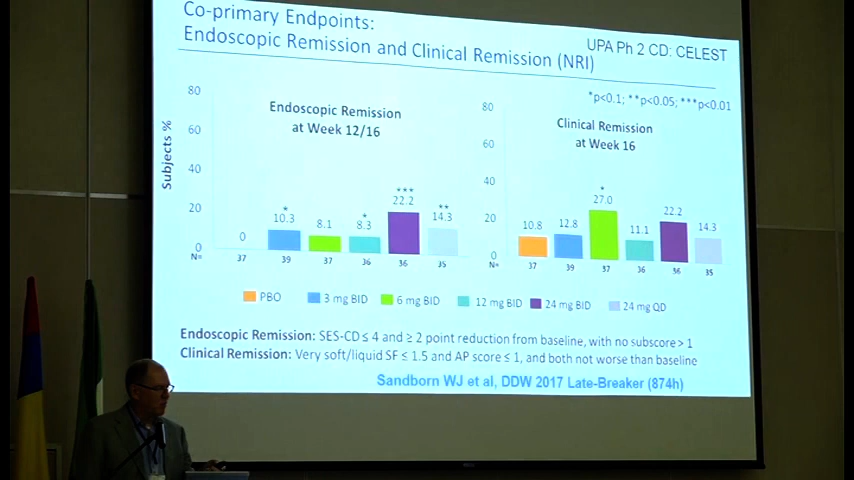 Co-primary Endpoints:
Endoscopic Remission and Clinical Remission (NRI)
UPA Ph 2 CD: CELEST
*p<0.1; **p<0.05; ***p<0.01
Endoscopic Remission
at Week 12/16
Subjects %
80
60
40
20
0
0
*
10.3
8.1
*
8.3
***
22.2
**
14.3
N= 37 39 37 36 36 35
Clinical Remission
at Week 16
80
60
40
20
0
10.8
12.8
*
27.0
11.1
22.2
14.3
N= 37 39 37 36 36 35
PBO 3 mg BID 6 mg BID 12 mg BID 24 mg BID 24 mg QD
Endoscopic Remission: SES-CD ≤ 4 and ≥ 2 point reduction from baseline, with no subscore > 1
Clinical Remission: Very soft/liquid SF ≤ 1.5 and AP score ≤ 1, and both not worse than baseline
Sandborn WJ et al, DDW 2017 Late-Breaker (874h)